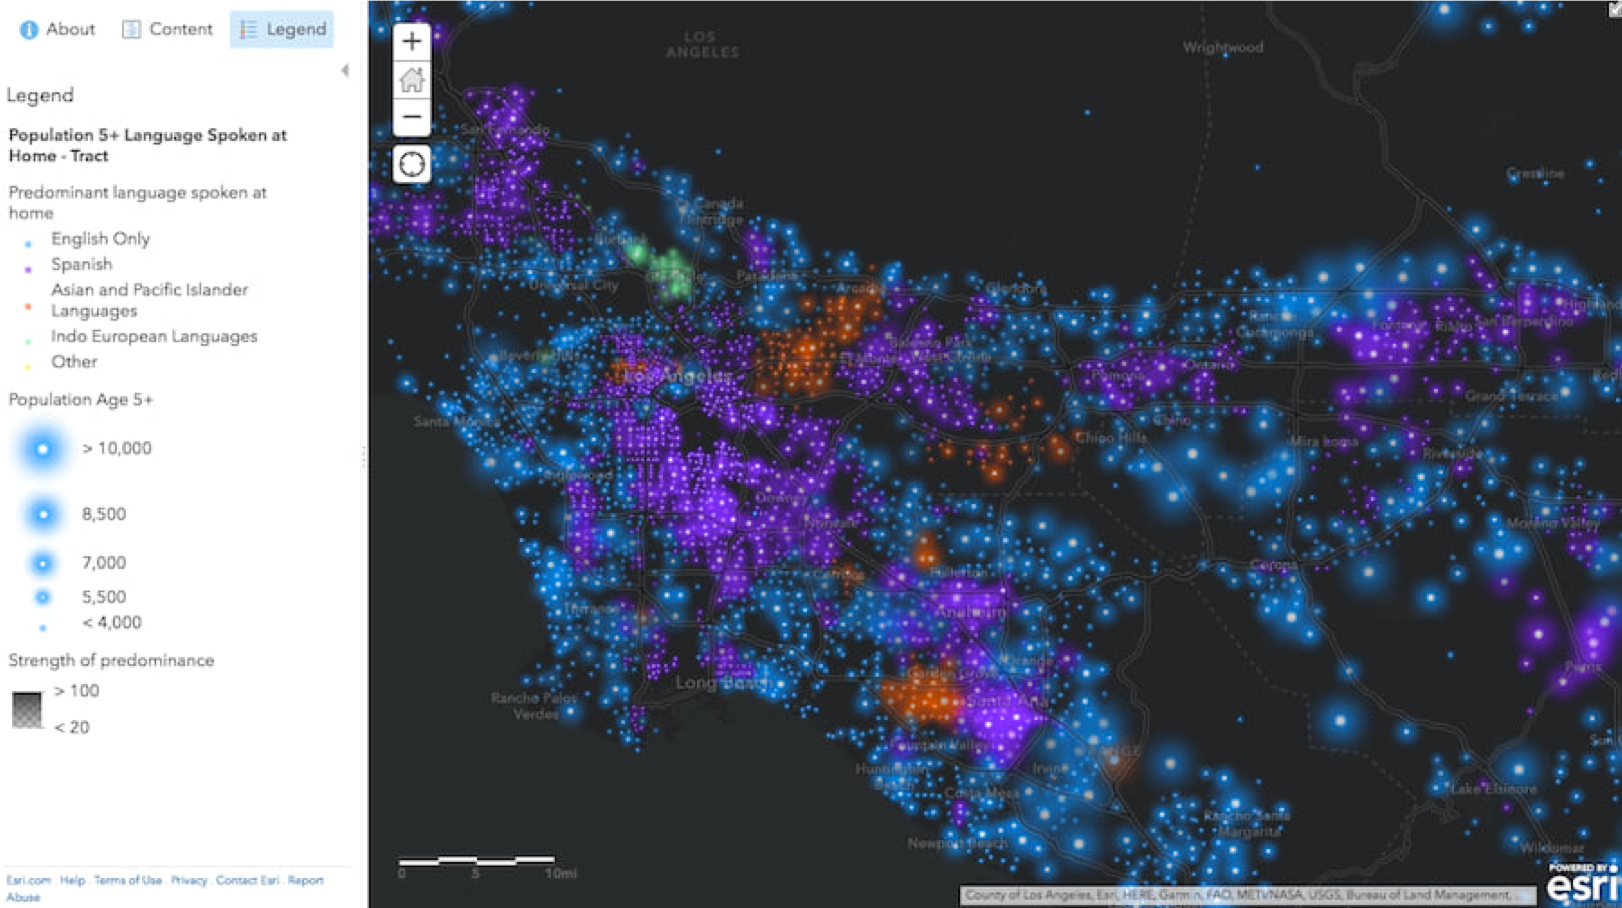 About
Content
Legend
Legend
Population 5+ Language Spoken at
Home - Tract
Predominant language spoken at
home
English Only
Spanish
Asian and Pacific Islander
Languages
Indo European Languages
Other
Population Age 5+
> 10,000
8,500
7,000
5,500
< 4,000
Strength of predominance
> 100
< 20
Esri.com . Help . Terms of Use . Privacy . Contact Esri . Report
Abuse
LOS
ANGELES
Wrightwood
San Fernando
Crestline
La Canada
Flintridge
Burbank
Glendale
Pasadena
Universal City
Arcadia
Glendora
Rancho
Cucamonga
Fontana
Rialto
San Bernardino
Beverly Hills
Baldwin Park
West Covina
Los Angeles
Pomona
Ontario
Grand Terrace
Santa Monica
Chino Hills
Chino
Mira Loma
Riverside
Inglewood
Downey
Norwalk
Moreno Valley
Corona
Cerritos
Fullerton
Torrance
Anaheim
Orange
Perris
Garden Grove
Long Beach
Santa Ana
Rancho Palos
Verdes
Fountain Valley
ORANGE
Huntington
Beach
Irvine
Costa Mesa
Lake Elsinore
Rancho Santa
Margarita
Newport Beach
Wildomar
0 5 10mi
POWERED BY
esri
County of Los Angeles, Esri, HERE, Garmin, FAO, METI/NASA, USGS, Bureau of Land Management, ...